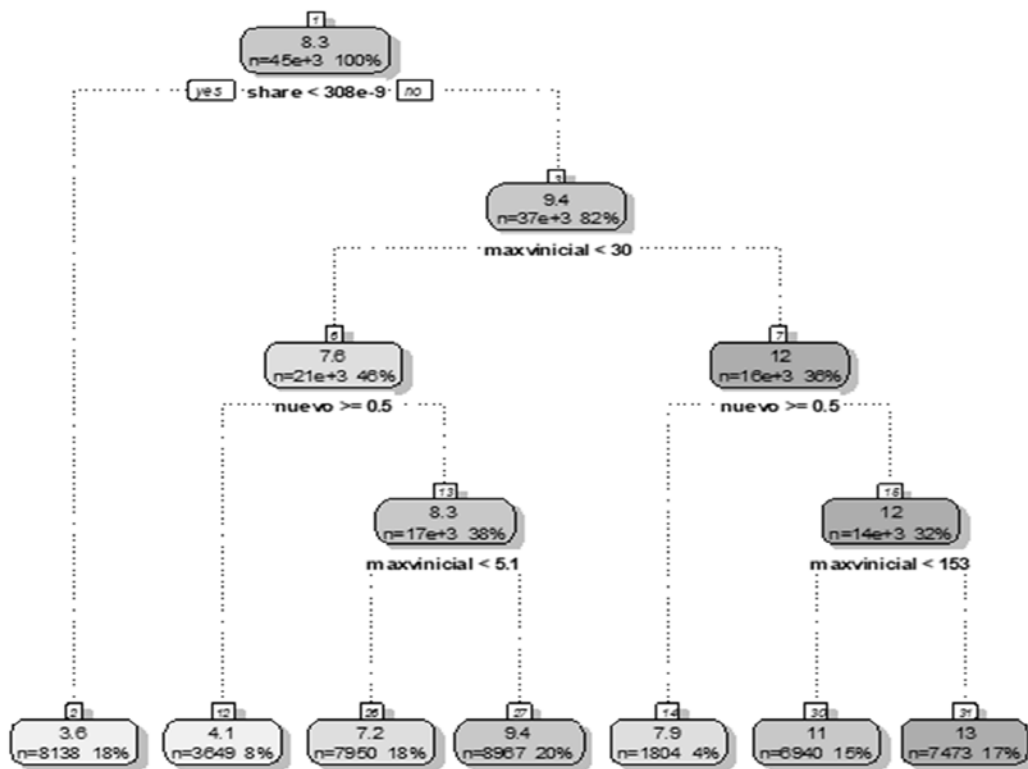 1
8.3
n=45e+3 100%
yes share < 308e-9 no
3
9.4
n=37e+3 82%
maxvinicial < 30
6
7.6
n=21e+3 46%
nuevo >= 0.5
7
12
n=16e+3 36%
nuevo >= 0.5
13
8.3
n=17e+3 38%
maxvinicial < 5.1
15
12
n=14e+3 32%
maxvinicial < 153
2
3.6
n=8138 18%
12
4.1
n=3649 8%
26
7.2
n=7950 18%
27
9.4
n=8967 20%
14
7.9
n=1804 4%
30
11
n=6940 15%
31
13
n=7473 17%